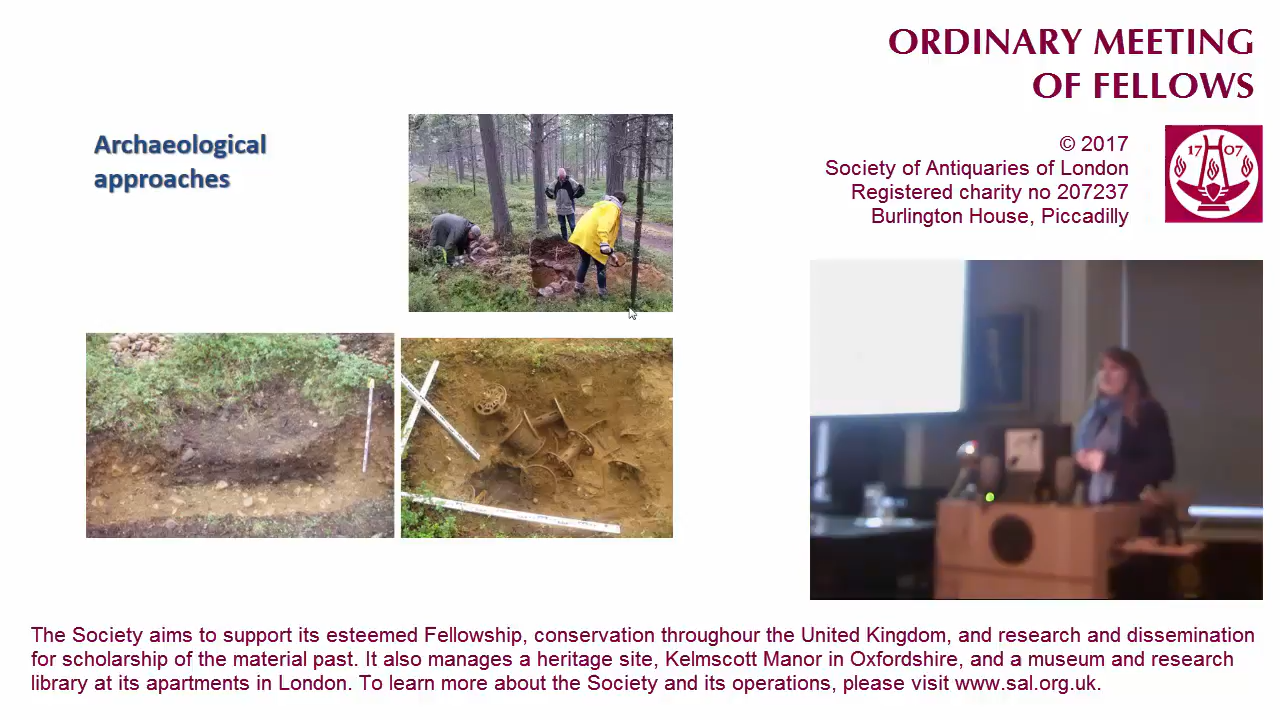 ORDINARY MEETING
OF FELLOWS
Archaeological
approaches
© 2017
Society of Antiquaries of London
Registered charity no 207237
Burlington House, Piccadilly
17 07
The Society aims to support its esteemed Fellowship, conservation throughour the United Kingdom, and research and dissemination
for scholarship of the material past. It also manages a heritage site, Kelmscott Manor in Oxfordshire, and a museum and research
library at its apartments in London. To learn more about the Society and its operations, please visit www.sal.org.uk.